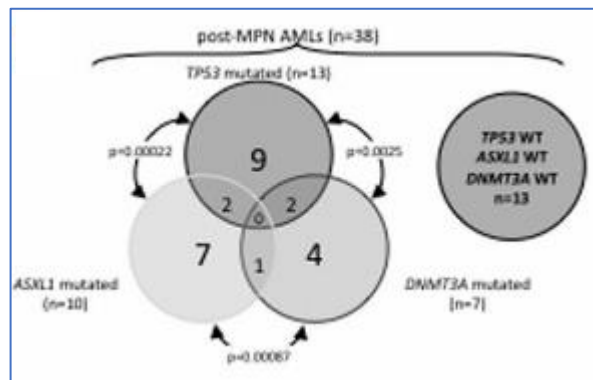 post-MPN AMLs (n=38)
TP53 mutated (n=13)
p=0.00022
p=0.0025
9
2
0
2
7
1
4
TP53 WT
ASXL1 WT
DNMT3A WT
n=13
ASXL1 mutated
(n=10)
DNMT3A mutated
(n=7)
p=0.00087